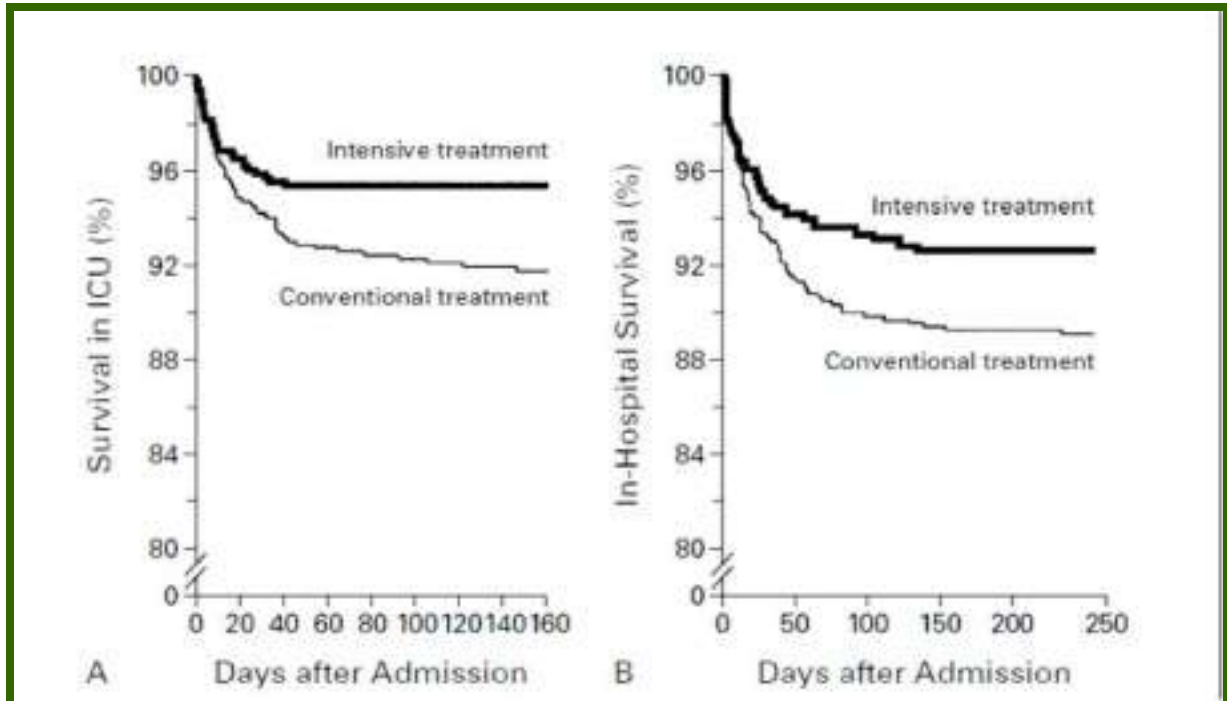 100
96
92
88
84
80
0
Survival in ICU (%)
Intensive treatment
Conventional treatment
0 20 40 60 80 100 120 140 160
A Days after Admission
100
96
92
88
84
80
0
In-Hospital Survival (%)
Intensive treatment
Conventional treatment
0 50 100 150 200 250
B Days after Admission